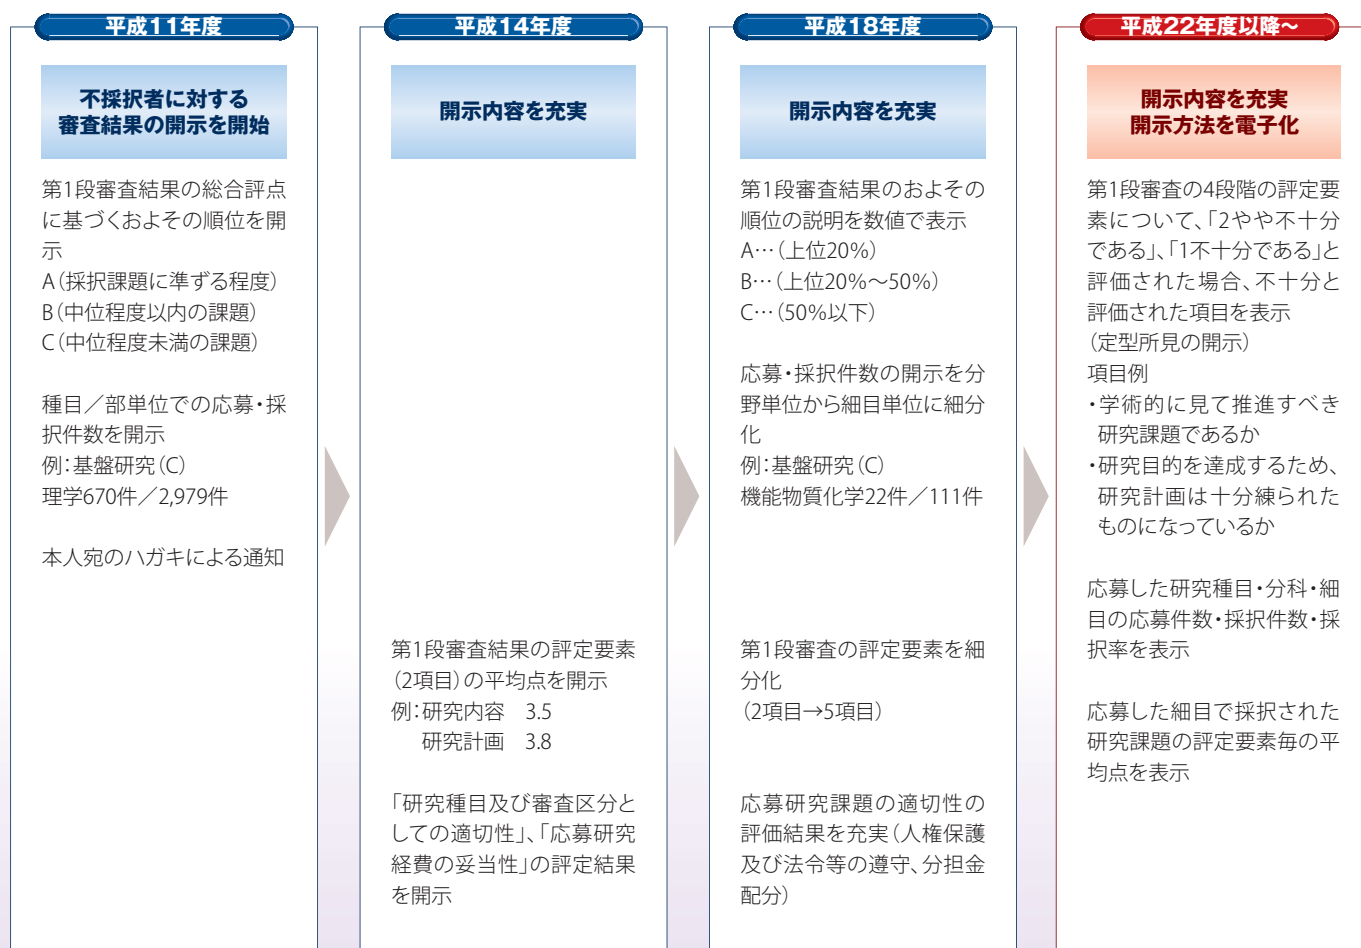 平成11年度
不採択者に対する
審査結果の開示を開始
第1段審査結果の総合評点
に基づくおよその順位を開
示
A（採択課題に準ずる程度）
B（中位程度以内の課題）
C（中位程度未満の課題）
種目／部単位での応募・採
択件数を開示
例：基盤研究（C）
理学670件／2,979件
本人宛のハガキによる通知
平成14年度
開示内容を充実
第1段審査結果の評定要素
（2項目）の平均点を開示
例：研究内容　3.5
研究計画　3.8
「研究種目及び審査区分と
しての適切性」、「応募研究
経費の妥当性」の評定結果
を開示
平成18年度
開示内容を充実
第1段審査結果のおよその
順位の説明を数値で表示
A…（上位20%）
B…（上位20%～50%）
C…（50%以下）
応募・採択件数の開示を分
野単位から細目単位に細分
化
例：基盤研究（C）
機能物質化学22件／111件
第1段審査の評定要素を細
分化
（2項目→5項目）
応募研究課題の適切性の
評価結果を充実（人権保護
及び法令等の遵守、分担金
配分）
平成22年度以降～
開示内容を充実
開示方法を電子化
第1段審査の4段階の評定要
素について、「2やや不十分
である」、「1不十分である」と
評価された場合、不十分と
評価された項目を表示
（定型所見の開示）
項目例
・学術的に見て推進すべき
研究課題であるか
・研究目的を達成するため、
研究計画は十分練られた
ものになっているか
応募した研究種目・分科・細
目の応募件数・採択件数・採
択率を表示
応募した細目で採択された
研究課題の評定要素毎の平
均点を表示